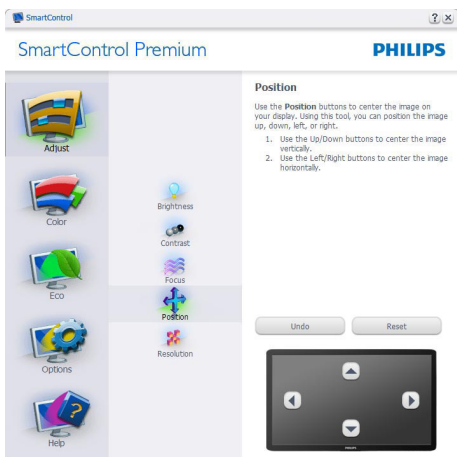 SmartControl
? X
SmartControl Premium
PHILIPS
Adjust
Color
Eco
Options
Help
Brightness
Contrast
Focus
Position
Resolution
Position
Use the Position buttons to center the image on
your display. Using this tool, you can position the image
up, down, left, or right.
1. Use the Up/Down buttons to center the image
vertically.
2. Use the Left/Right buttons to center the image
horizontally.
Undo
Reset
PHILIPS